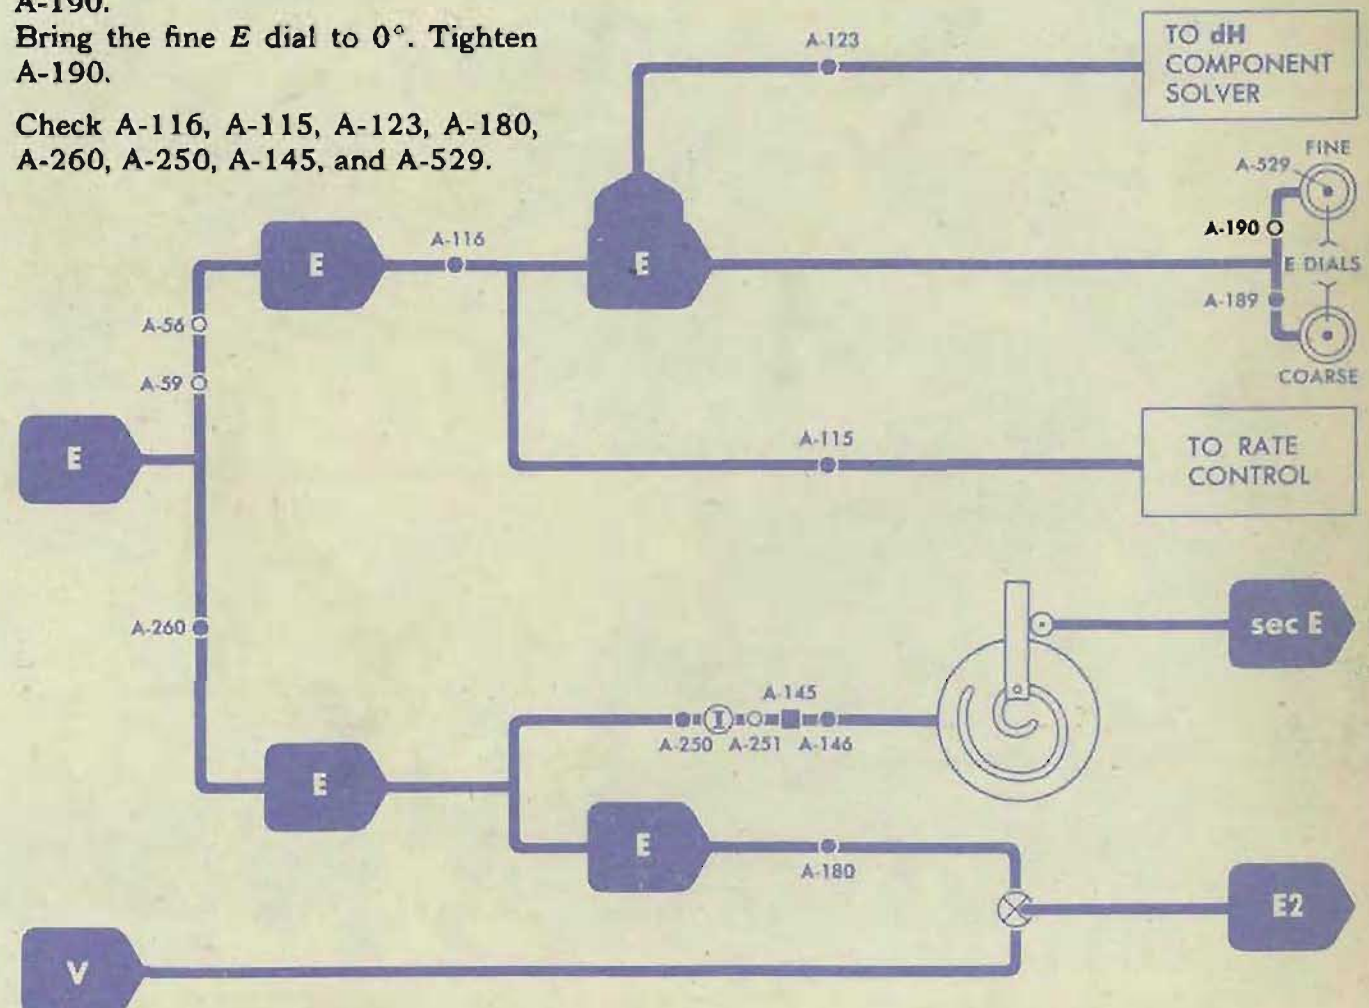 A-190.
Bring the fine E dial to 0°. Tighten
A-190.
Check A-116, A-115, A-123, A-180,
A-260, A-250, A-145, and A-529.
A-123
TO dH
COMPONENT
SOLVER
FINE
A-529
A-190
E DIALS
A-189
COARSE
E
A-116
E
A-56
A-59
E
A-115
TO RATE
CONTROL
A-260
sec E
A-145
I
A-250 A-251 A-146
E
E
A-180
E2
V